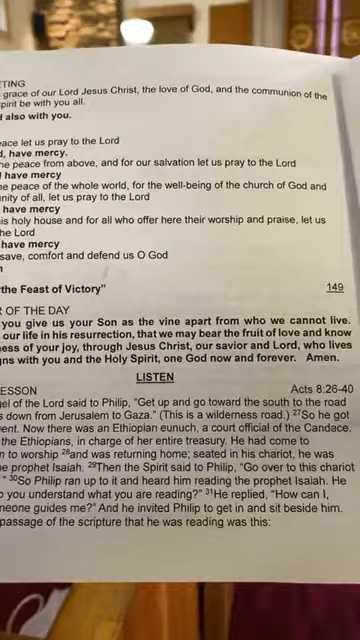 TING
grace of our Lord Jesus Christ, the love of God, and the communion of the
pirit be with you all.
also with you.
ace let us pray to the Lord
d, have mercy.
he peace from above, and for our salvation let us pray to the Lord
have mercy
e peace of the whole world, for the well-being of the church of God and
nity of all, let us pray to the Lord
have mercy
is holy house and for all who offer here their worship and praise, let us
he Lord
have mercy
save, comfort and defend us O God
n
the Feast of Victory" 149
R OF THE DAY
you give us your Son as the vine apart from who we cannot live.
our life in his resurrection, that we may bear the fruit of love and know
ness of your joy, through Jesus Christ, our savior and Lord, who lives
gns with you and the Holy Spirit, one God now and forever. Amen.
LISTEN
ESSON Acts 8:26-40
gel of the Lord said to Philip, "Get up and go toward the south to the road
s down from Jerusalem to Gaza." (This is a wilderness road.) 27So he got
ent. Now there was an Ethiopian eunuch, a court official of the Candace.
the Ethiopians, in charge of her entire treasury. He had come to
n to worship 28and was returning home; seated in his chariot, he was
e prophet Isaiah. 29Then the Spirit said to Philip, "Go over to this chariot
" 30So Philip ran up to it and heard him reading the prophet Isaiah. He
o you understand what you are reading?" 31He replied, "How can I,
neone guides me?" And he invited Philip to get in and sit beside him.
passage of the scripture that he was reading was this: